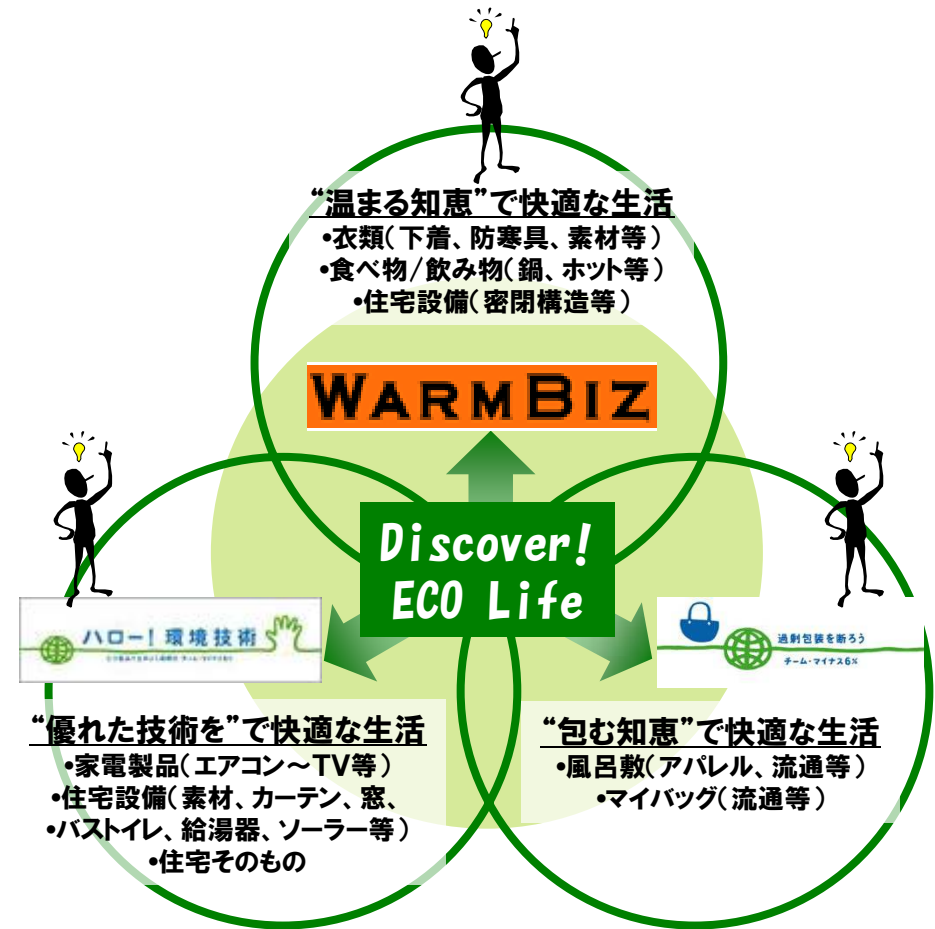 “温まる知恵”で快適な生活
•衣類(下着、防寒具、素材等)
•食べ物/飲み物(鍋、ホット等)
•住宅設備(密閉構造等)
WARMBIZ
Discover!
ECO Life
ハロー!環境技術
過剰包装を断ろう
チーム・マイナス6%
“優れた技術を”で快適な生活
•家電製品(エアコン～TV等)
•住宅設備(素材、カーテン、窓、
•バストイレ、給湯器、ソーラー等)
•住宅そのもの
“包む知恵”で快適な生活
•風呂敷(アパレル、流通等)
•マイバッグ(流通等)